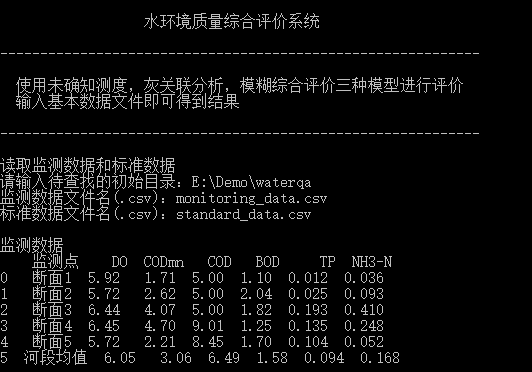 水环境质量综合评价系统
------------------------------------------------------------
使用未确知测度，灰关联分析，模糊综合评价三种模型进行评价
输入基本数据文件即可得到结果
------------------------------------------------------------
读取监测数据和标准数据
请输入待查找的初始目录：E:\Demo\waterqa
监测数据文件名(.csv)：monitoring_data.csv
标准数据文件名(.csv)：standard_data.csv
监测数据
监测点 DO CODmn COD BOD TP NH3-N
0 断面1 5.92 1.71 5.00 1.10 0.012 0.036
1 断面2 5.72 2.62 5.00 2.04 0.025 0.093
2 断面3 6.44 4.07 5.00 1.82 0.193 0.410
3 断面4 6.45 4.70 9.01 1.25 0.135 0.248
4 断面5 5.72 2.21 8.45 1.70 0.104 0.052
5 河段均值 6.05 3.06 6.49 1.58 0.094 0.168